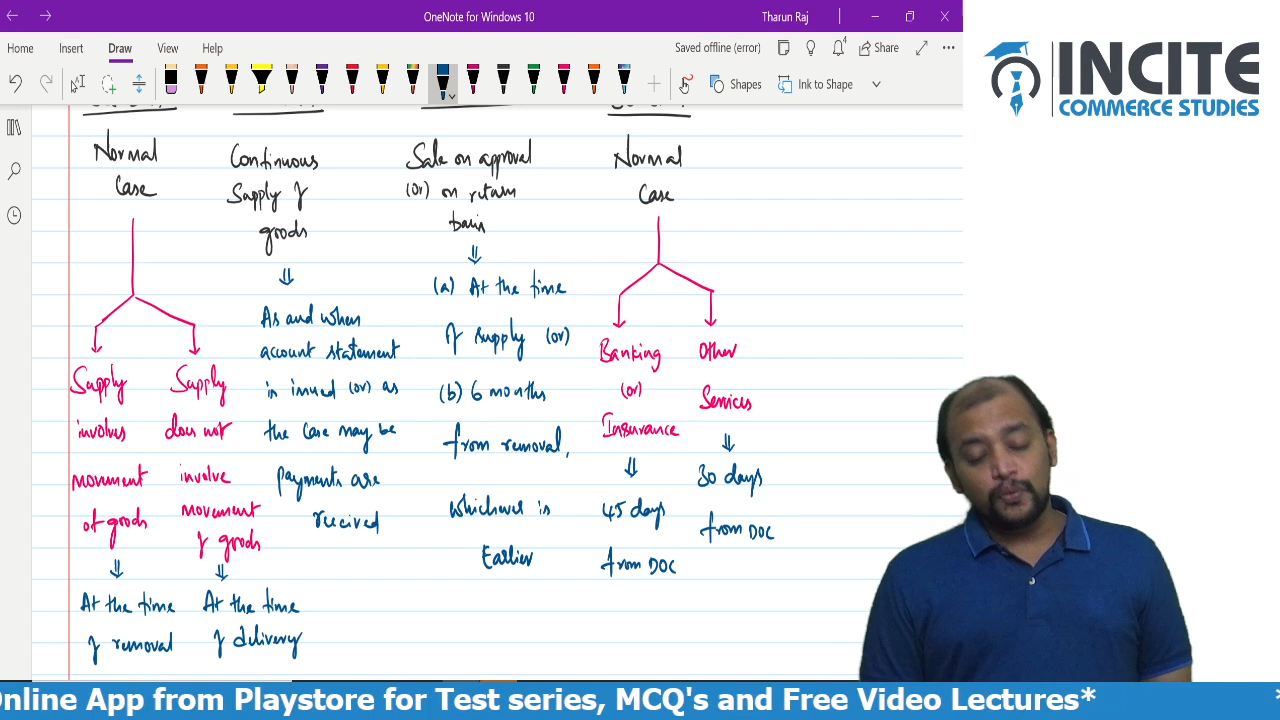 OneNote for Windows 10
Tharun Raj
Home Insert Draw View Help
Saved offline (error)
4
Share
Shapes
Ink to Shape
INCITE
COMMERCE STUDIES
Normal
Case
Supply
involves
movement
of goods
At the time
of removal
Supply
does not
involve
movement
of goods
At the time
of delivery
Continuous
Supply of
goods
As and when
account statement
is issued (or) as
the case may be
payments are
received
Sale on approval
(or) on return
basis
(a) At the time
of supply (or)
(b) 6 months
from removal,
whichever is
Earlier
Normal
Case
Banking
(or)
Insurance
45 days
from DOC
Other
Services
30 days
from DOC
Online App from Playstore for Test series, MCQ's and Free Video Lectures*
*